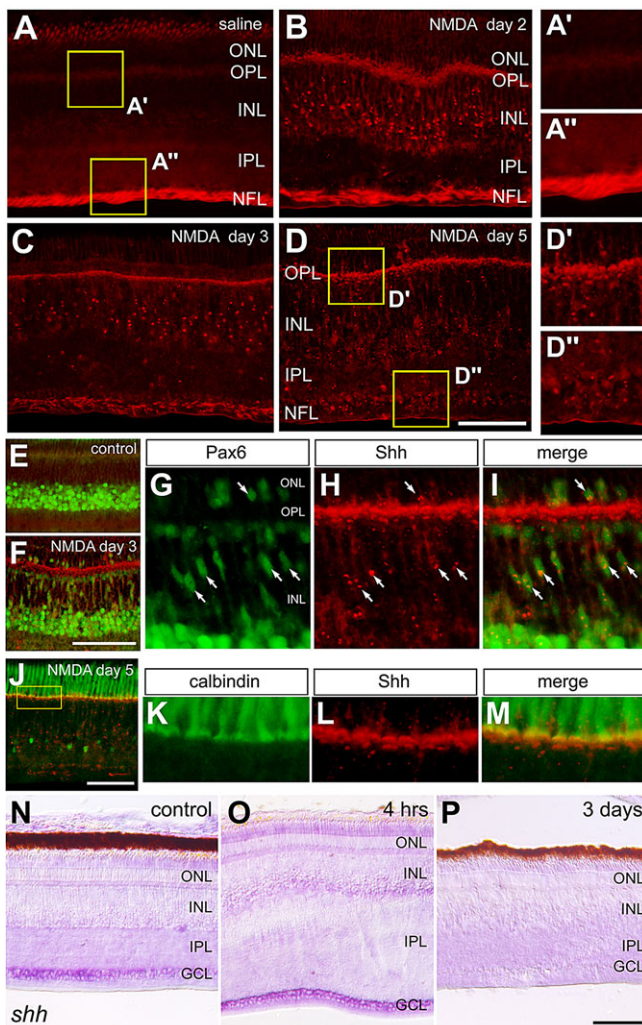 A saline
ONL
OPL
A'
INL
A"
IPL
NFL
B NMDA day 2
ONL
OPL
INL
IPL
NFL
A'
A"
C NMDA day 3
D NMDA day 5
OPL
D'
INL
IPL
D"
NFL
D'
D"
E control
F NMDA day 3
Pax6 Shh merge
G ONL
OPL
INL
H
I
J NMDA day 5
calbindin Shh merge
K L M
N control
ONL
INL
IPL
GCL
shh
O 4 hrs
ONL
INL
IPL
GCL
P 3 days
ONL
INL
IPL
GCL